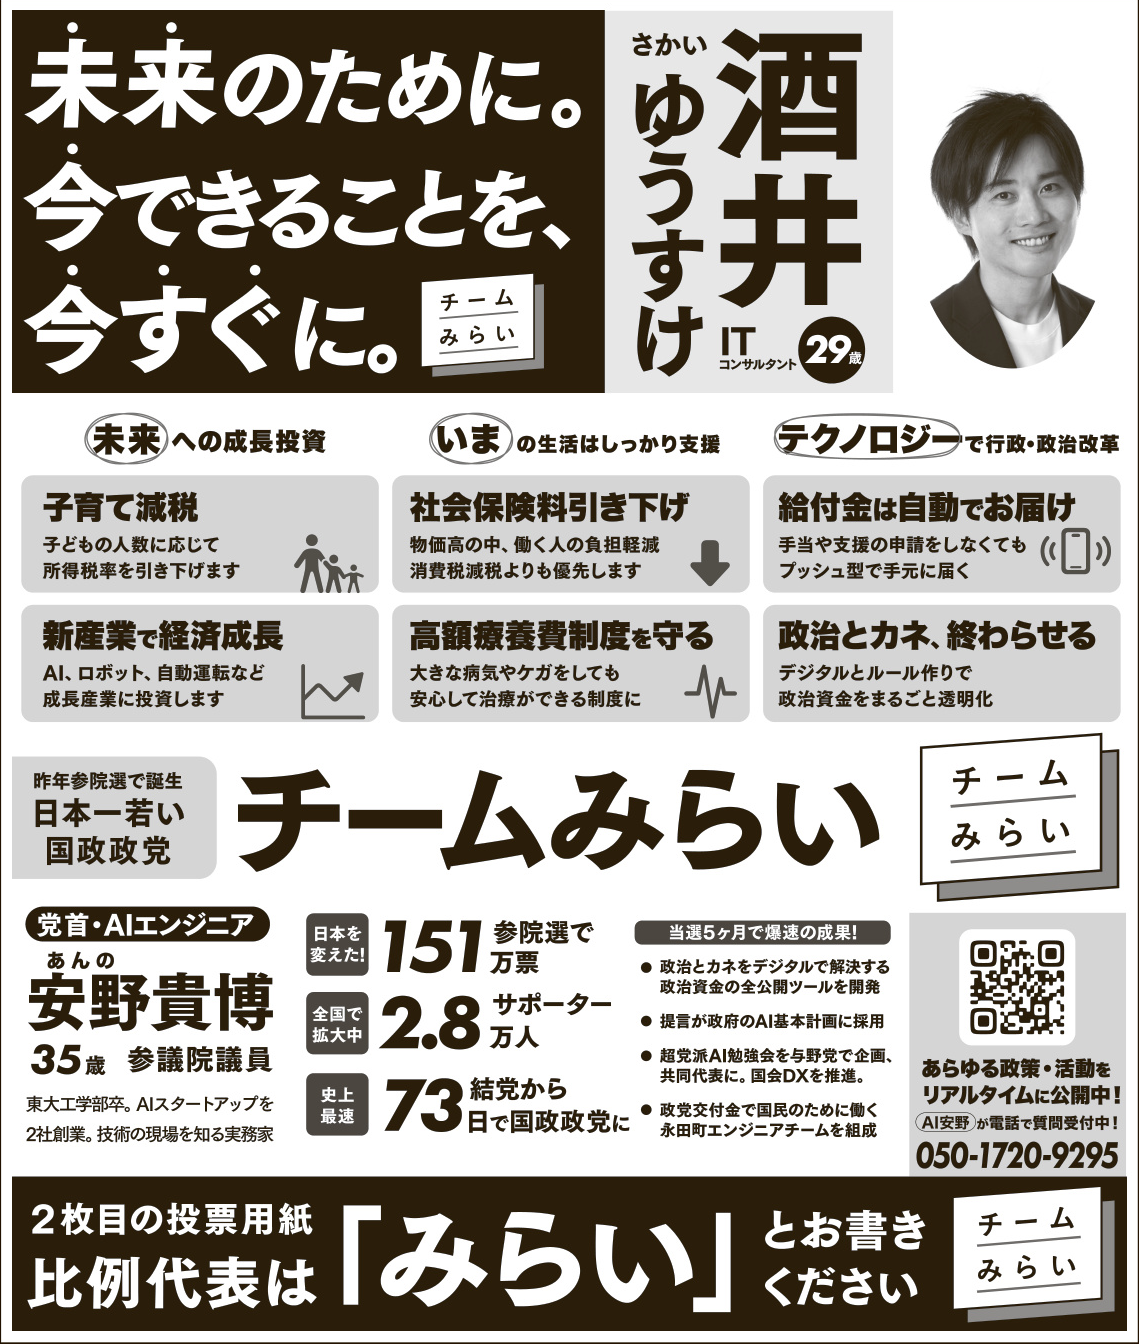 未来のために。
今できることを、
今すぐに。
チーム
みらい
さかい
酒井
ゆうすけ
IT
コンサルタント
29歳
未来への成長投資
子育て減税
子どもの人数に応じて
所得税率を引き下げます
新産業で経済成長
AI、ロボット、自動運転など
成長産業に投資します
いまの生活はしっかり支援
社会保険料引き下げ
物価高の中、働く人の負担軽減
消費税減税よりも優先します
高額療養費制度を守る
大きな病気やケガをしても
安心して治療ができる制度に
テクノロジーで行政・政治改革
給付金は自動でお届け
手当や支援の申請をしなくても
プッシュ型で手元に届く
政治とカネ、終わらせる
デジタルとルール作りで
政治資金をまるごと透明化
昨年参院選で誕生
日本一若い
国政政党
チームみらい
チーム
みらい
党首・AIエンジニア
あんの
安野貴博
35歳 参議院議員
東大工学部卒。AIスタートアップを
2社創業。技術の現場を知る実務家
日本を
変えた!
151万票
参院選で
全国で
拡大中
2.8万人
サポーター
史上
最速
結党から
73日で国政政党に
当選5ヶ月で爆速の成果!
● 政治とカネをデジタルで解決する
政治資金の全公開ツールを開発
● 提言が政府のAI基本計画に採用
● 超党派AI勉強会を与野党で企画、
共同代表に。国会DXを推進。
● 政党交付金で国民のために働く
永田町エンジニアチームを組成
あらゆる政策・活動を
リアルタイムに公開中!
AI安野が電話で質問受付中!
050-1720-9295
2枚目の投票用紙
比例代表は
「みらい」
とお書き
ください
チーム
みらい